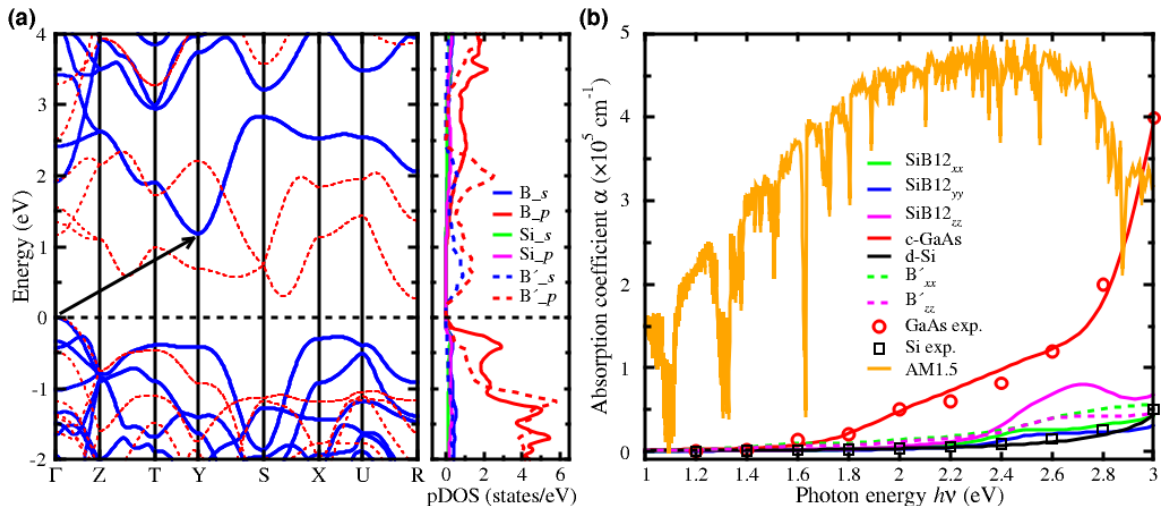 (a)
4
3
2
1
0
-1
-2
Energy (eV)
Γ Z T Y S X U R
B_s
B_p
Si_s
Si_p
B´_s
B´_p
0 2 4 6
pDOS (states/eV)
(b)
5
4
3
2
1
0
Absorption coefficient α (×10⁵ cm⁻¹)
SiB12xx
SiB12yy
SiB12zz
c-GaAs
d-Si
B´xx
B´zz
GaAs exp.
Si exp.
AM1.5
1 1.2 1.4 1.6 1.8 2 2.2 2.4 2.6 2.8 3
Photon energy hν (eV)